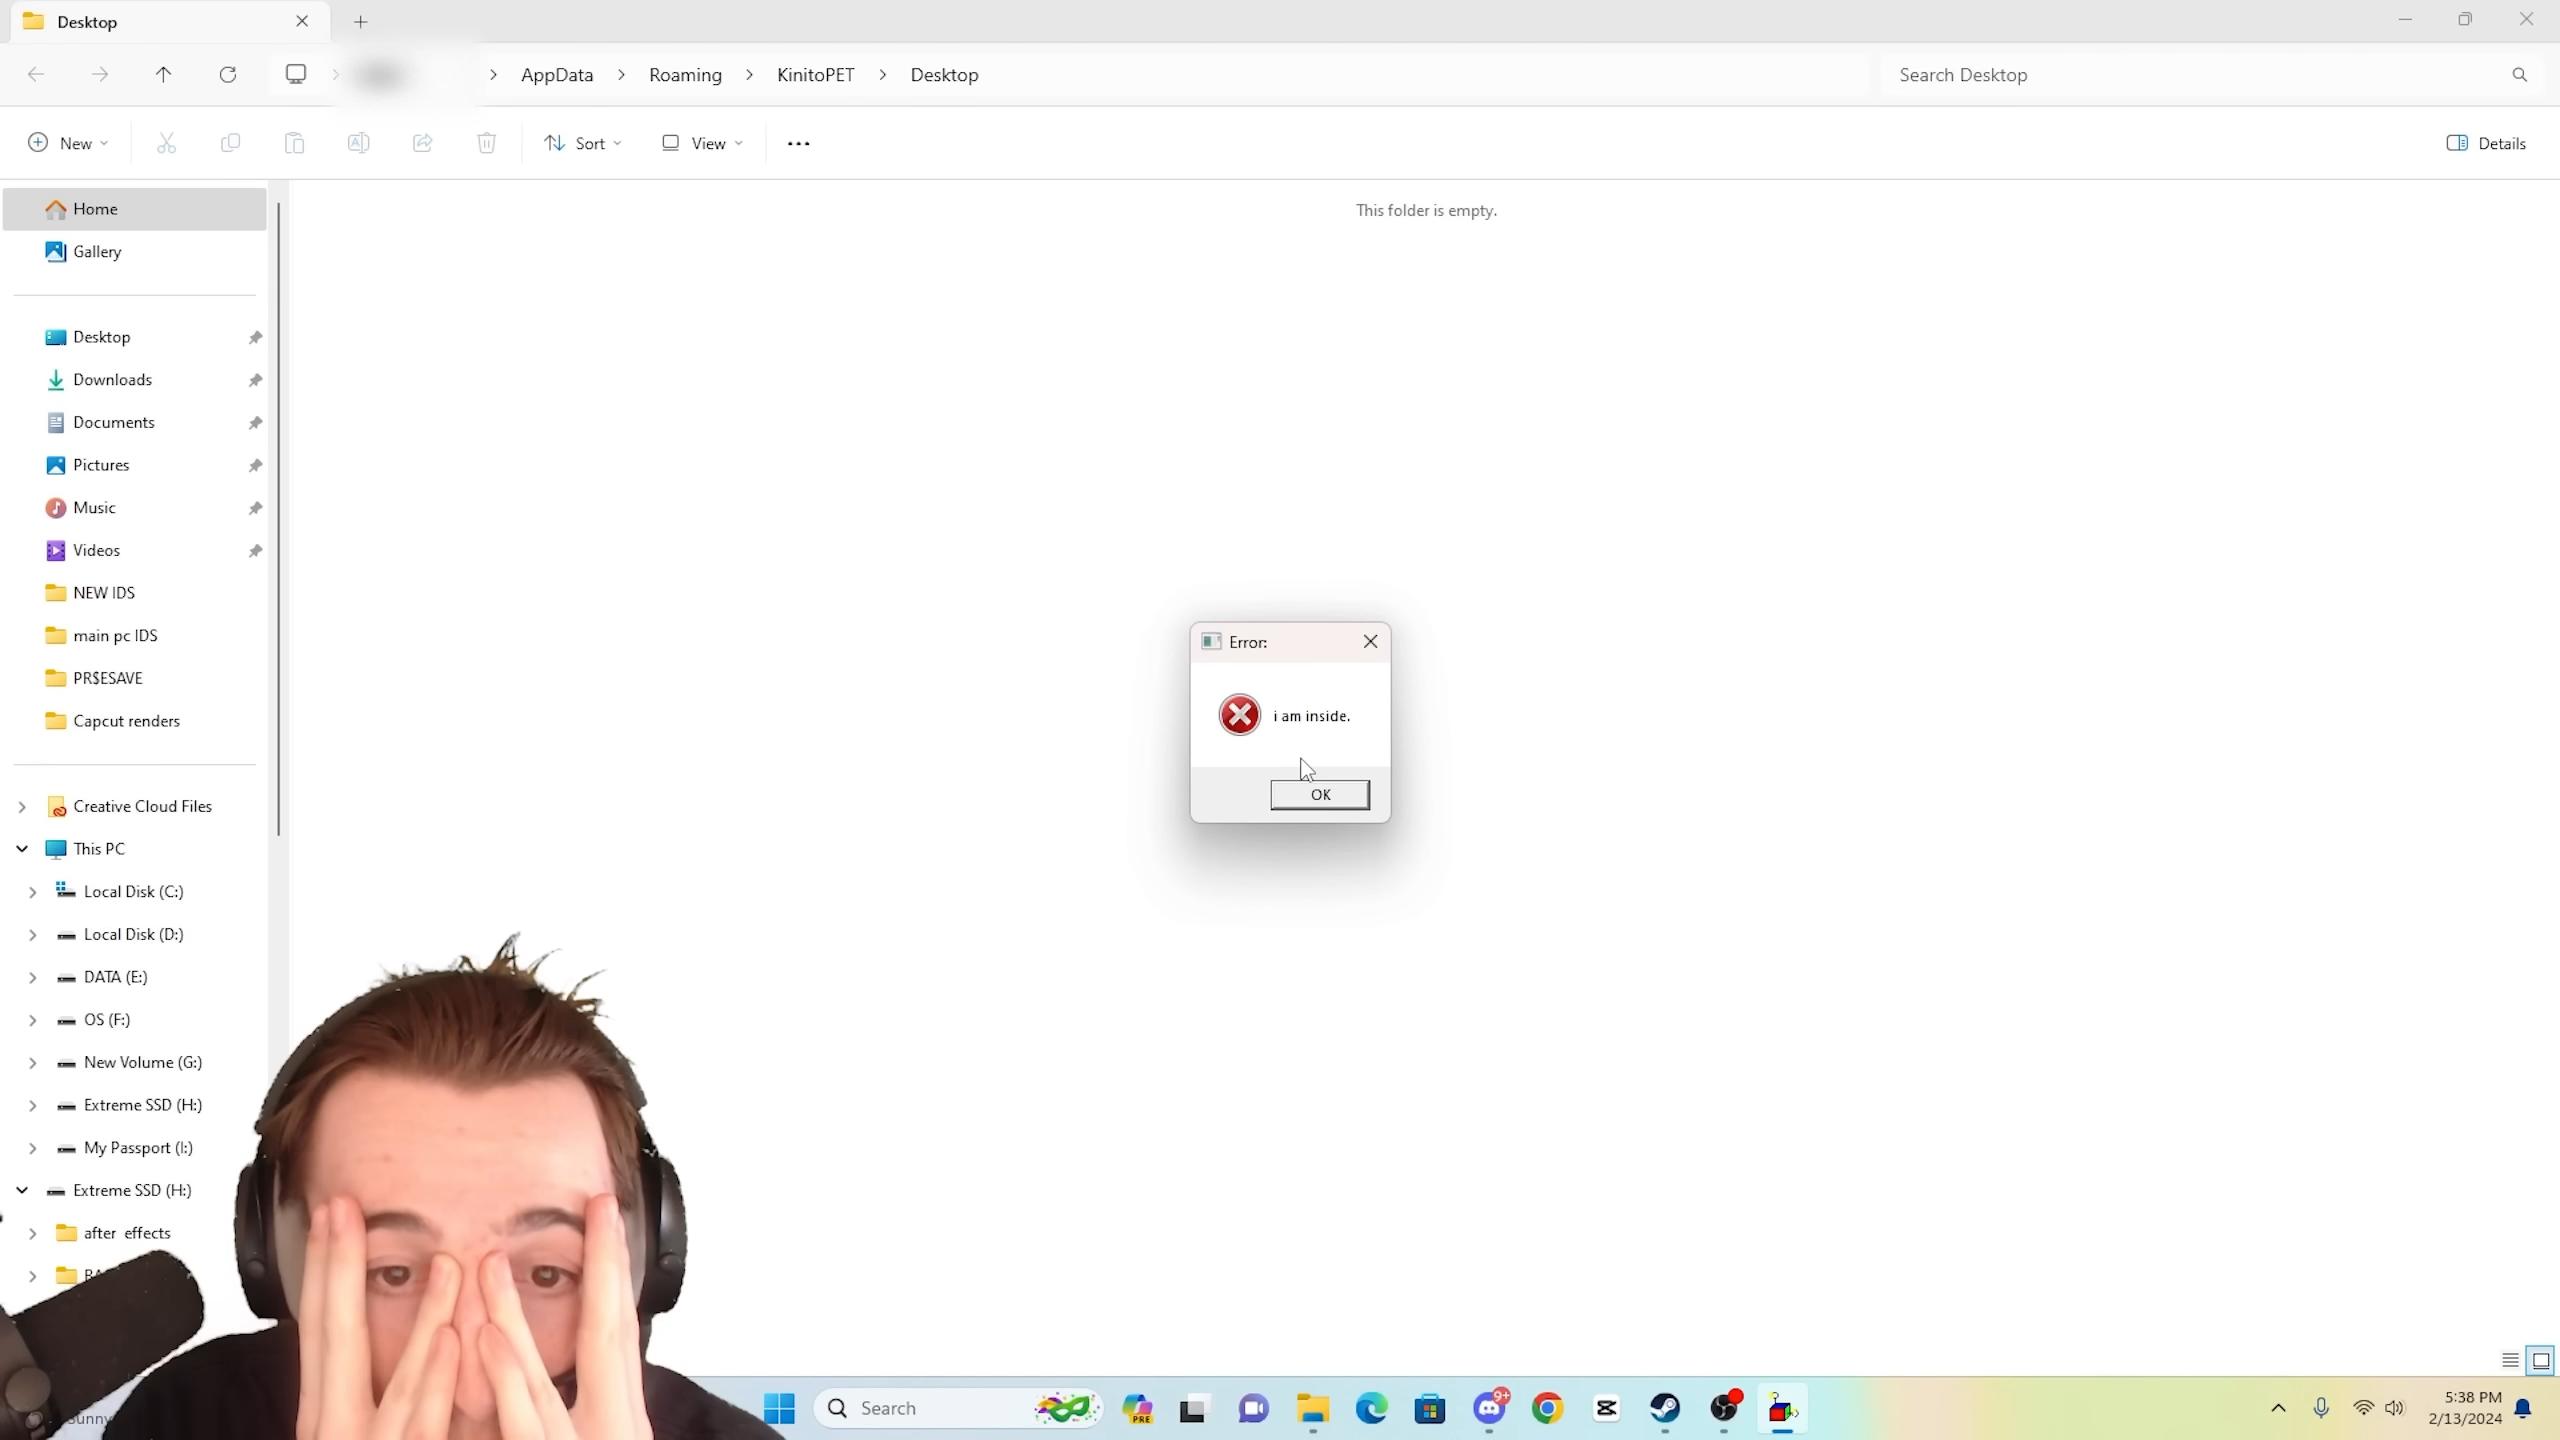 Desktop
AppData > Roaming > KinitoPET > Desktop
Search Desktop
New
Sort
View
Details
Home
Gallery
Desktop
Downloads
Documents
Pictures
Music
Videos
NEW IDS
main pc IDS
PR$ESAVE
Capcut renders
Creative Cloud Files
This PC
Local Disk (C:)
Local Disk (D:)
DATA (E:)
OS (F:)
New Volume (G:)
Extreme SSD (H:)
My Passport (I:)
Extreme SSD (H:)
after effects
This folder is empty.
Error:
i am inside.
OK
Sunny
Search
PRE
9+
5:38 PM
2/13/2024